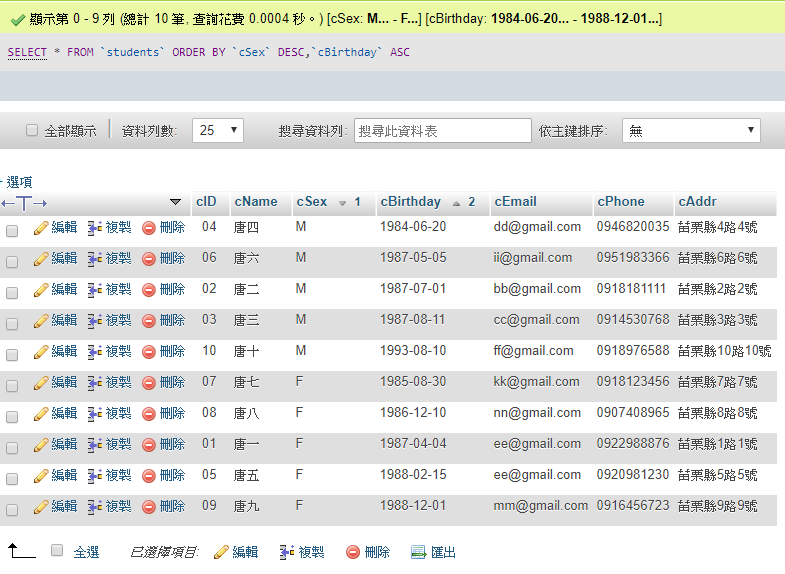 顯示第 0 - 9 列 (總計 10 筆, 查詢花費 0.0004 秒。) [cSex: M... - F...] [cBirthday: 1984-06-20... - 1988-12-01...]
SELECT * FROM `students` ORDER BY `cSex` DESC,`cBirthday` ASC
全部顯示 資料列數: 25 搜尋資料列: 搜尋此資料表 依主鍵排序: 無
+ 選項
←T→ cID cName cSex 1 cBirthday 2 cEmail cPhone cAddr
編輯 複製 刪除 04 唐四 M 1984-06-20 dd@gmail.com 0946820035 苗栗縣4路4號
編輯 複製 刪除 06 唐六 M 1987-05-05 ii@gmail.com 0951983366 苗栗縣6路6號
編輯 複製 刪除 02 唐二 M 1987-07-01 bb@gmail.com 0918181111 苗栗縣2路2號
編輯 複製 刪除 03 唐三 M 1987-08-11 cc@gmail.com 0914530768 苗栗縣3路3號
編輯 複製 刪除 10 唐十 M 1993-08-10 ff@gmail.com 0918976588 苗栗縣10路10號
編輯 複製 刪除 07 唐七 F 1985-08-30 kk@gmail.com 0918123456 苗栗縣7路7號
編輯 複製 刪除 08 唐八 F 1986-12-10 nn@gmail.com 0907408965 苗栗縣8路8號
編輯 複製 刪除 01 唐一 F 1987-04-04 ee@gmail.com 0922988876 苗栗縣1路1號
編輯 複製 刪除 05 唐五 F 1988-02-15 ee@gmail.com 0920981230 苗栗縣5路5號
編輯 複製 刪除 09 唐九 F 1988-12-01 mm@gmail.com 0916456723 苗栗縣9路9號
全選 已選擇項目: 編輯 複製 刪除 匯出